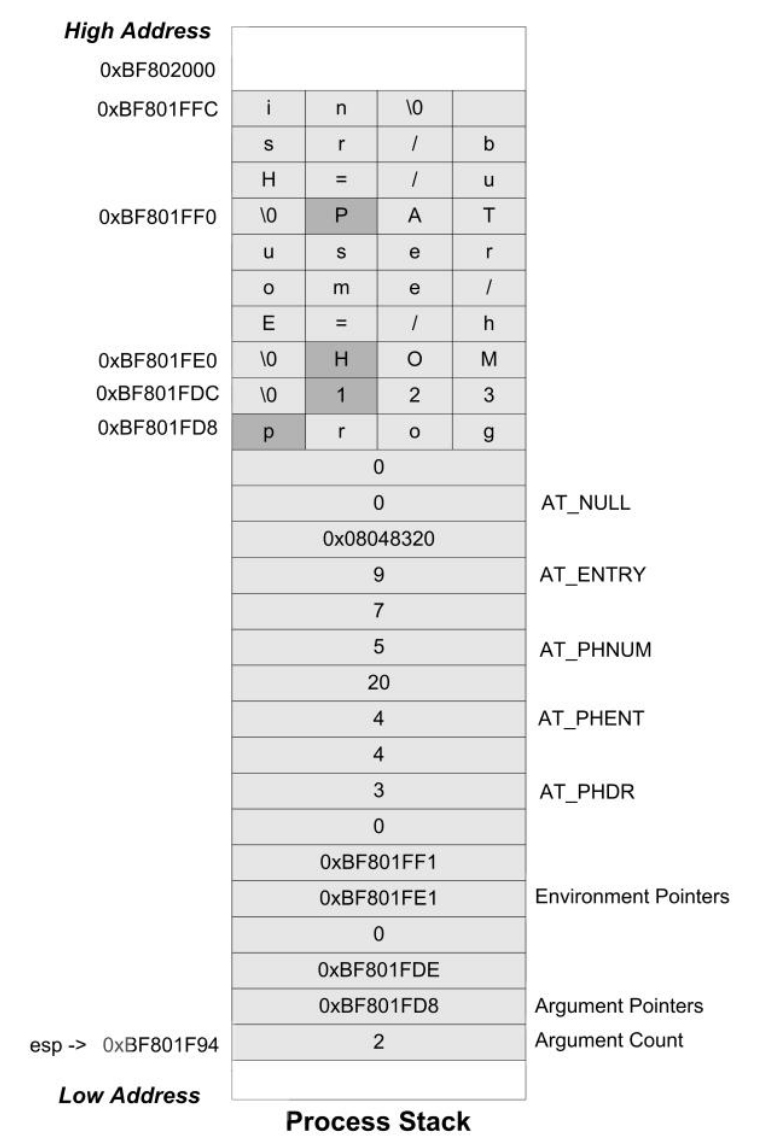 High Address
0xBF802000
0xBF801FFC i n \0
s r / b
H = / u
0xBF801FF0 \0 P A T
u s e r
o m e /
E = / h
0xBF801FE0 \0 H O M
0xBF801FDC \0 1 2 3
0xBF801FD8 p r o g
0
0 AT_NULL
0x08048320
9 AT_ENTRY
7
5 AT_PHNUM
20
4 AT_PHENT
4
3 AT_PHDR
0
0xBF801FF1
0xBF801FE1 Environment Pointers
0
0xBF801FDE
0xBF801FD8 Argument Pointers
esp -> 0xBF801F94 2 Argument Count
Low Address
Process Stack